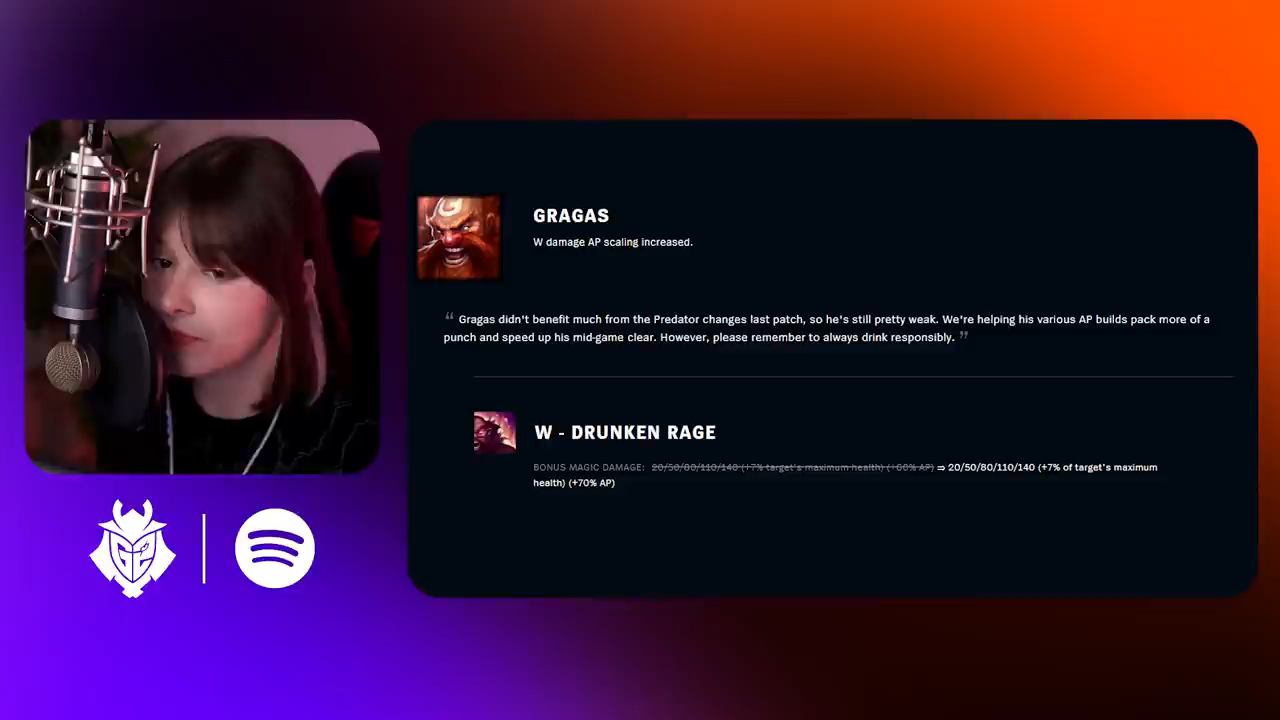 GRAGAS
W damage AP scaling increased.
“ Gragas didn't benefit much from the Predator changes last patch, so he's still pretty weak. We're helping his various AP builds pack more of a
punch and speed up his mid-game clear. However, please remember to always drink responsibly. ”
W - DRUNKEN RAGE
BONUS MAGIC DAMAGE: 20/50/80/110/140 (+7% target's maximum health) (+60% AP) ⇒ 20/50/80/110/140 (+7% of target's maximum
health) (+70% AP)
G2